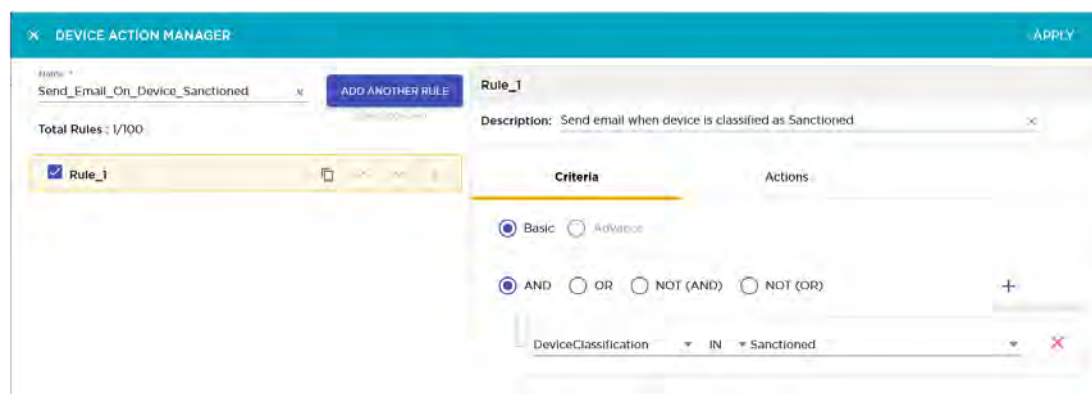 DEVICE ACTION MANAGER
APPLY
Name *
Send_Email_On_Device_Sanctioned
ADD ANOTHER RULE
Total Rules : 1/100
Rule_1
Rule_1
Description: Send email when device is classified as Sanctioned
Criteria
Actions
Basic
Advance
AND
OR
NOT (AND)
NOT (OR)
DeviceClassification
IN
Sanctioned